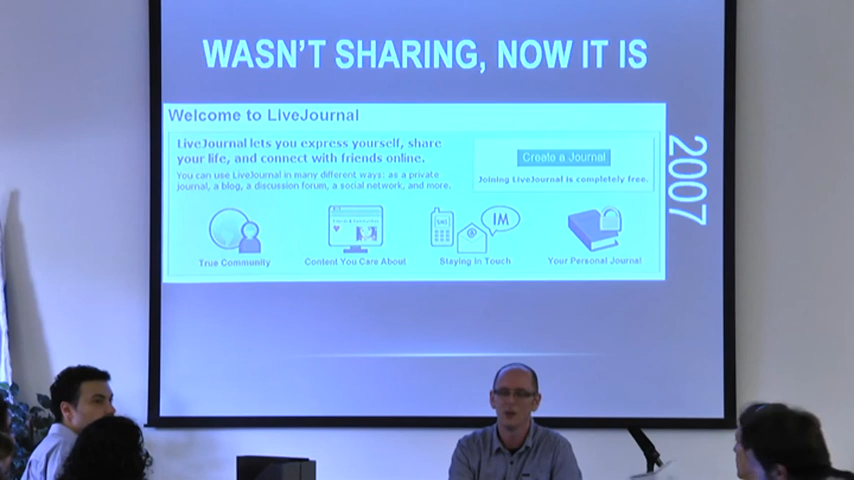 WASN'T SHARING, NOW IT IS
Welcome to LiveJournal
LiveJournal lets you express yourself, share
your life, and connect with friends online.
You can use LiveJournal in many different ways: as a private
journal, a blog, a discussion forum, a social network, and more.
Create a Journal
Joining LiveJournal is completely free.
2007
IM
True Community
Content You Care About
Staying In Touch
Your Personal Journal